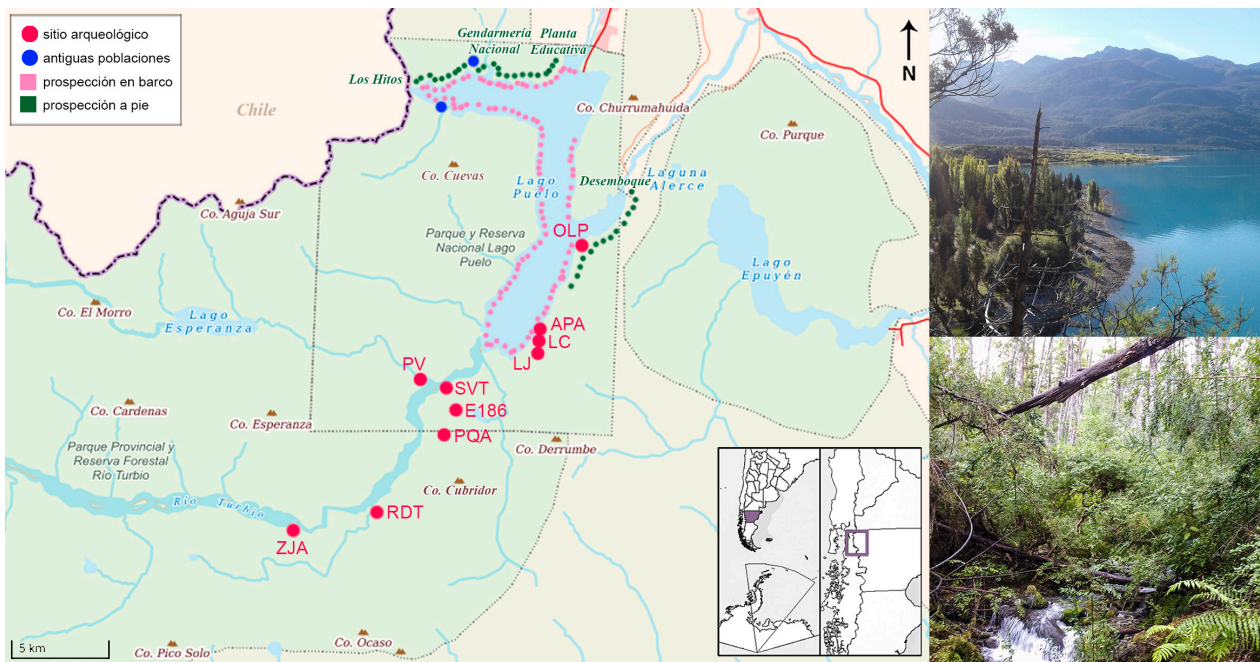 sitio arqueológico
antiguas poblaciones
prospección en barco
prospección a pie
Gendarmería
Nacional
Planta
Educativa
N
Los Hitos
Chile
Co. Churrumahuida
Co. Purque
Co. Cuevas
Lago
Puelo
Desemboque
Laguna
Alerce
Co. Aguja Sur
Parque y Reserva
Nacional Lago
Puelo
OLP
Lago
Epuyén
Co. El Morro
Lago
Esperanza
APA
LC
LJ
PV
SVT
E186
PQA
Co. Cardenas
Co. Esperanza
Co. Derrumbe
Parque Provincial y
Reserva Forestal
Río Turbio
Co. Cubridor
Río Turbio
RDT
ZJA
5 km
Co. Pico Solo
Co. Ocaso